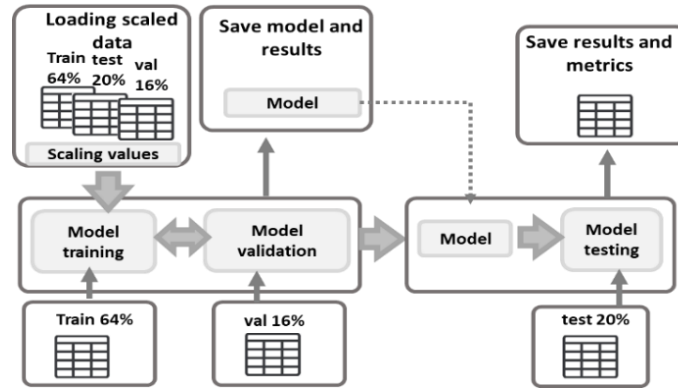 Loading scaled
data
Train test val
64% 20% 16%
Scaling values
Save model and
results
Model
Save results and
metrics
Model
training
Model
validation
Model
Model
testing
Train 64%
val 16%
test 20%